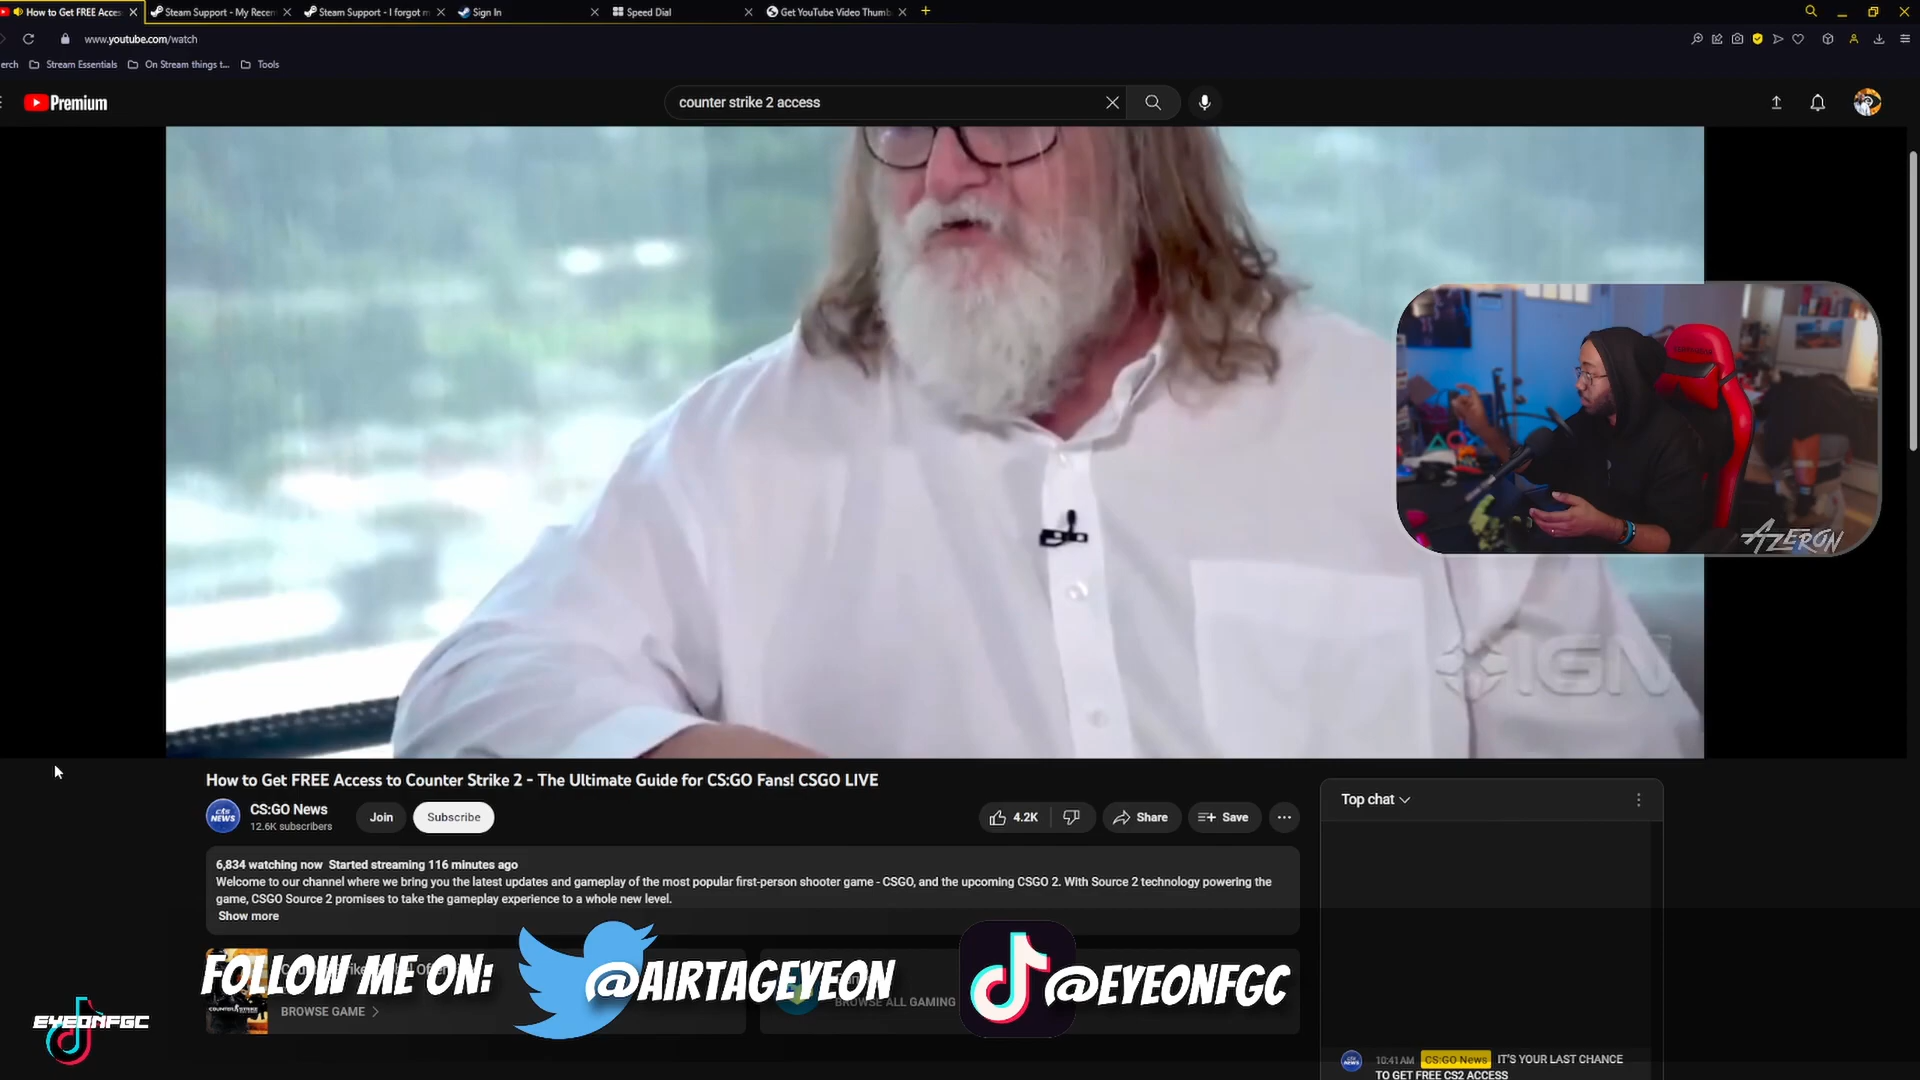 How to Get FREE Acces
Steam Support - My Recen
Steam Support - I forgot m
Sign In
Speed Dial
Get YouTube Video Thumb
www.youtube.com/watch
erch
Stream Essentials
On Stream things t...
Tools
Premium
counter strike 2 access
IGN
AZERON
How to Get FREE Access to Counter Strike 2 - The Ultimate Guide for CS:GO Fans! CSGO LIVE
NEWS
CS:GO News
12.6K subscribers
Join
Subscribe
4.2K
Share
Save
Top chat
6,834 watching now Started streaming 116 minutes ago
Welcome to our channel where we bring you the latest updates and gameplay of the most popular first-person shooter game - CSGO, and the upcoming CSGO 2. With Source 2 technology powering the
game, CSGO Source 2 promises to take the gameplay experience to a whole new level.
Show more
FOLLOW ME ON:
@AIRTAGEYEON
@EYEONFGC
BROWSE GAME
BROWSE ALL GAMING
EYEONFGC
10:41 AM CS:GO News IT'S YOUR LAST CHANCE
TO GET FREE CS2 ACCESS